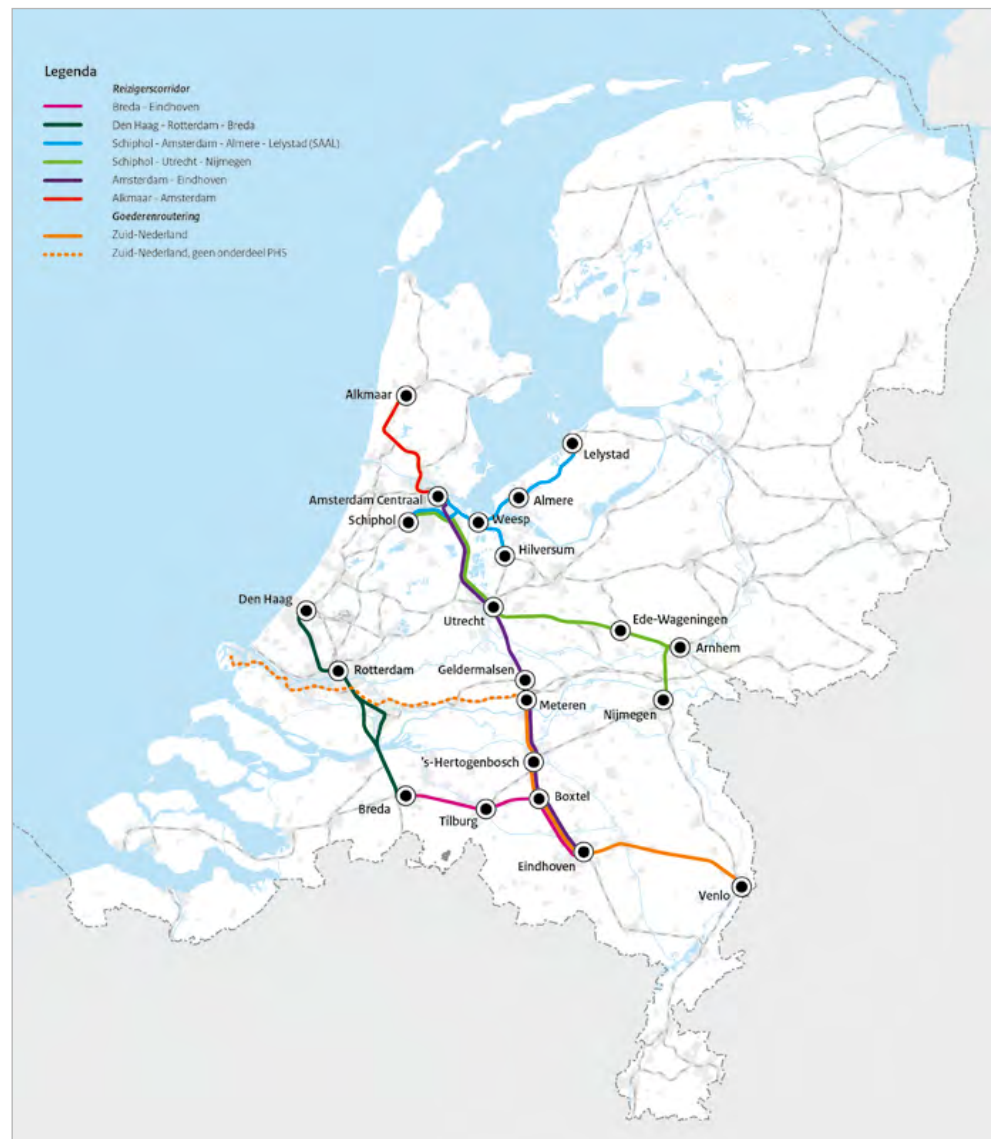 Legenda
Reizigerscorridor
Breda - Eindhoven
Den Haag - Rotterdam - Breda
Schiphol - Amsterdam - Almere - Lelystad (SAAL)
Schiphol - Utrecht - Nijmegen
Amsterdam - Eindhoven
Alkmaar - Amsterdam
Goederenroutering
Zuid-Nederland
Zuid-Nederland, geen onderdeel PHS
Alkmaar
Lelystad
Amsterdam Centraal
Almere
Schiphol
Weesp
Hilversum
Den Haag
Utrecht
Ede-Wageningen
Arnhem
Rotterdam
Geldermalsen
Meteren
Nijmegen
's-Hertogenbosch
Breda
Tilburg
Boxtel
Eindhoven
Venlo